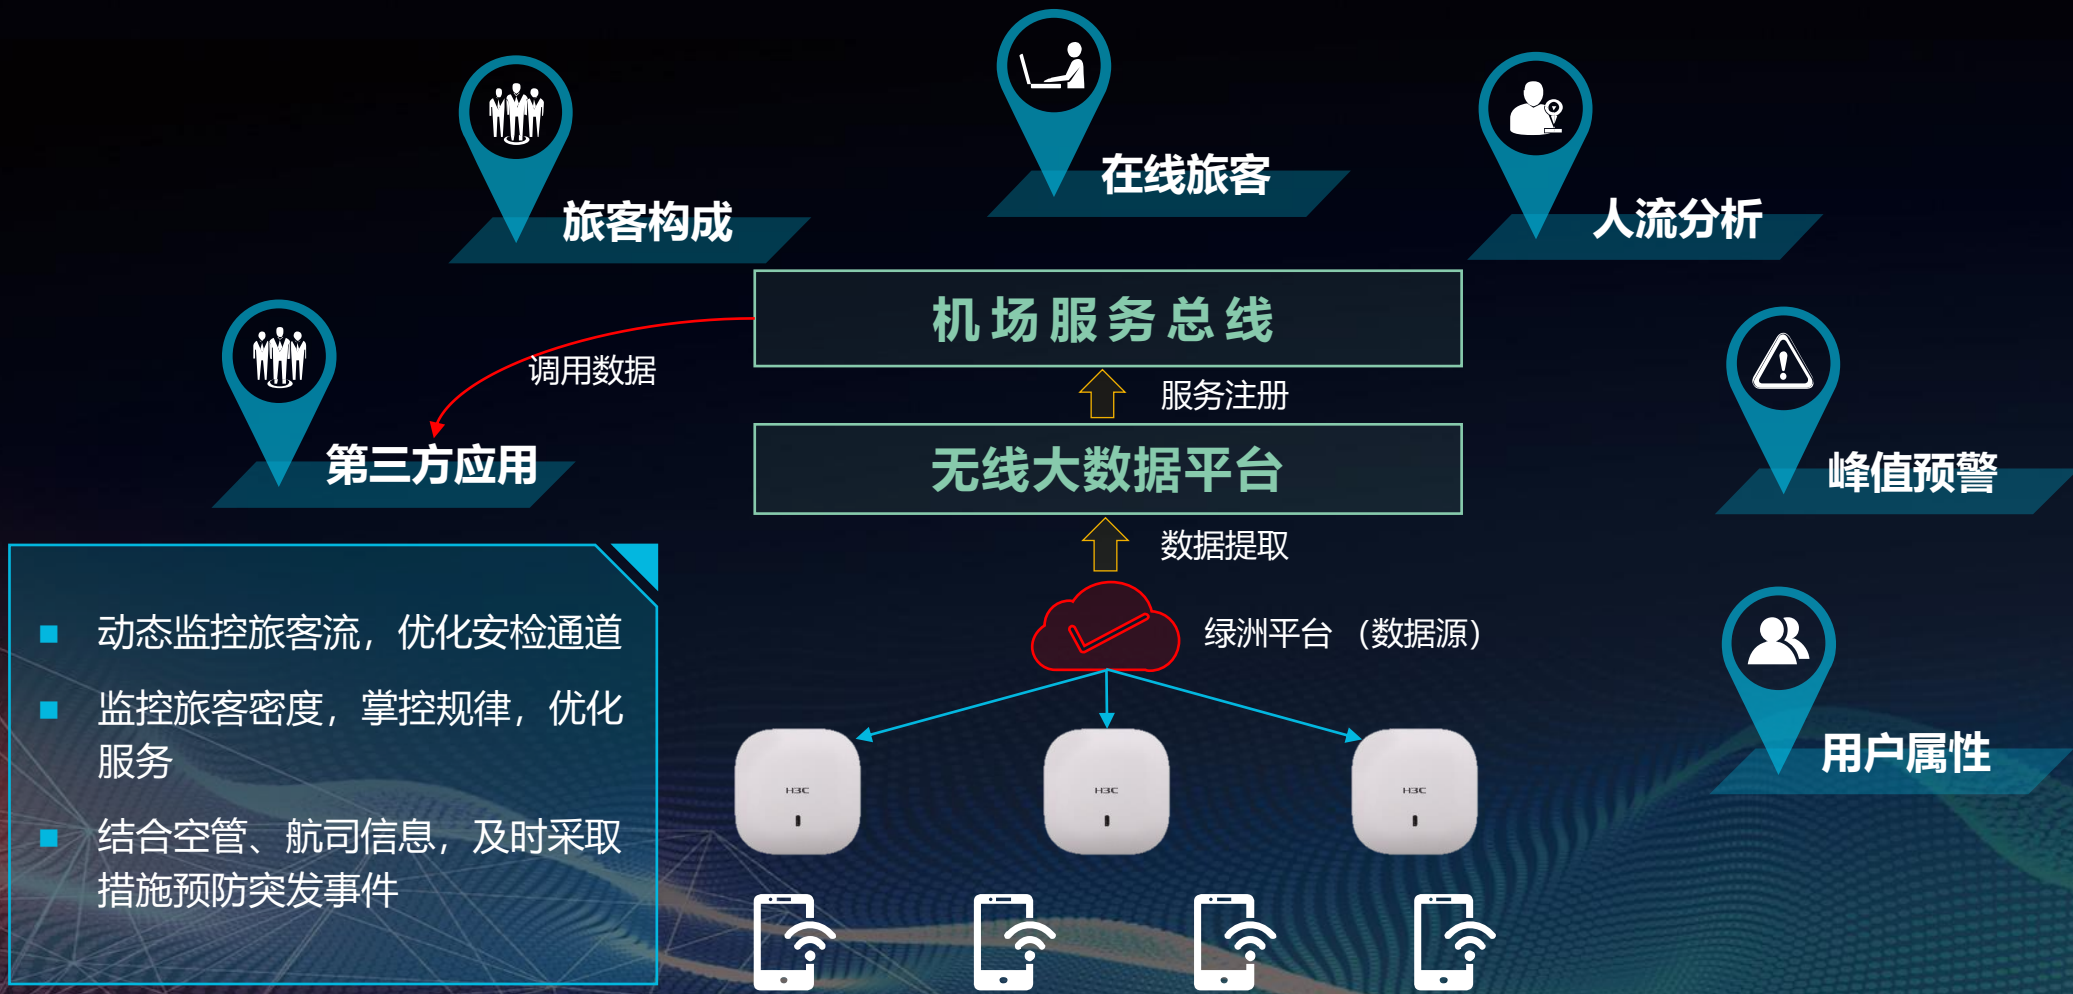 在线旅客
旅客构成
人流分析
机场服务总线
调用数据
服务注册
第三方应用
无线大数据平台
峰值预警
数据提取
绿洲平台 （数据源）
动态监控旅客流，优化安检通道
监控旅客密度，掌控规律，优化
服务
结合空管、航司信息，及时采取
措施预防突发事件
用户属性
H3C
H3C
H3C